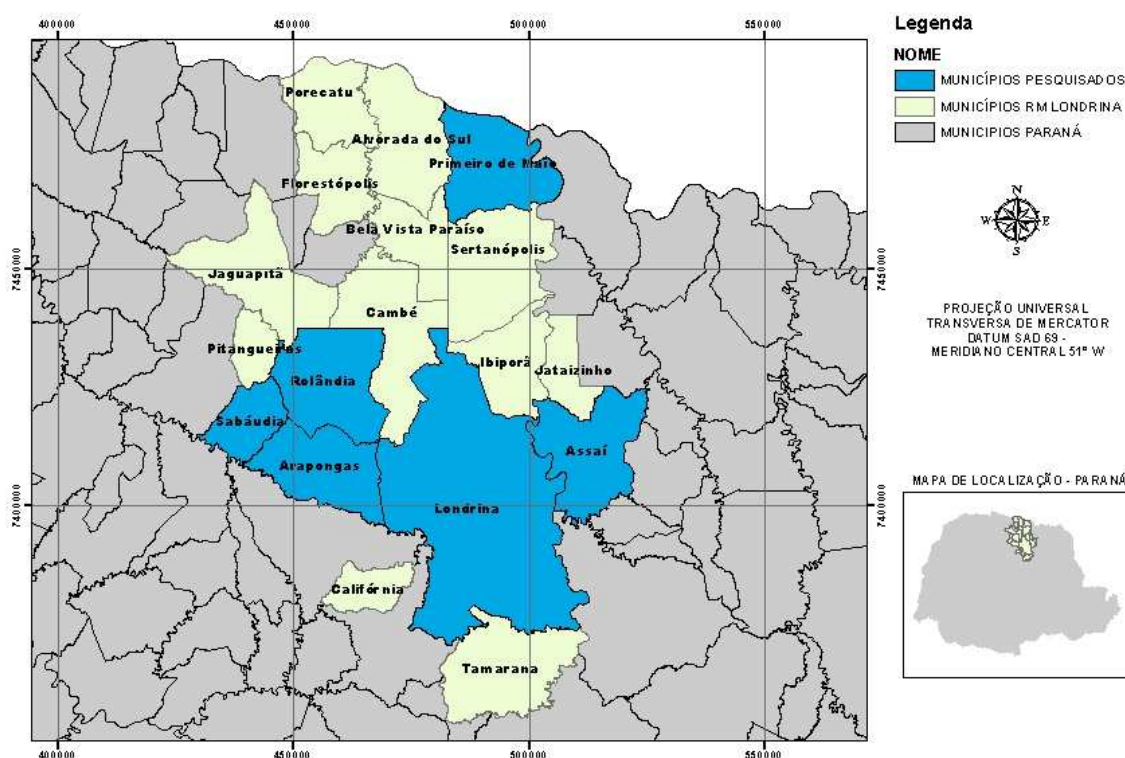 400000 450000 500000 550000
Legenda
NOME
MUNICÍPIOS PESQUISADOS
MUNICÍPIOS RM LONDRINA
MUNICIPIOS PARANÁ
N
W E
S
PROJEÇÃO UNIVERSAL
TRANSVERSA DE MERCATOR
DATUM SAD 69 -
MERIDIANO CENTRAL 51º W
MAPA DE LOCALIZAÇÃO - PARANÁ
Porecatu
Alvorada do Sul
Primeiro de Maio
Florestópolis
Bela Vista Paraíso
Sertanópolis
7450000
7450000
Jaguapitã
Cambé
Pitangueiras
Rolândia
Ibiporã
Jataizinho
Sabáudia
Arapongas
Assaí
Londrina
7400000
7400000
Califórnia
Tamarana
400000 450000 500000 550000